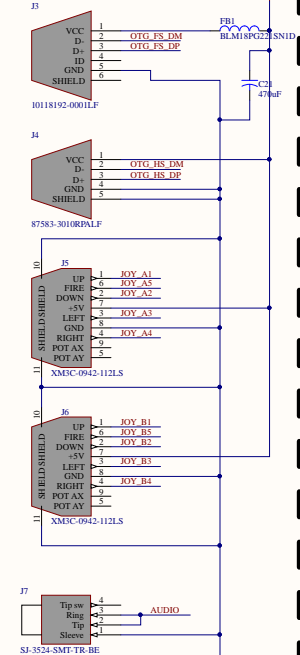 J3
FB1
VCC 1
BLM18PG221SN1D
D- 2 OTG_FS_DM
D+ 3 OTG_FS_DP
ID 4
GND 5
SHIELD 6
C21
470uF
10118192-0001LF
J4
VCC 1
D- 2 OTG_HS_DM
D+ 3 OTG_HS_DP
GND 4
SHIELD 5
87583-3010RPALF
10
J5
SHIELD SHIELD
UP 1 JOY_A1
FIRE 6 JOY_A5
DOWN 2 JOY_A2
+5V 7
LEFT 3 JOY_A3
GND 8
RIGHT 4 JOY_A4
POT AX 9
POT AY 5
11
XM3C-0942-112LS
10
J6
SHIELD SHIELD
UP 1 JOY_B1
FIRE 6 JOY_B5
DOWN 2 JOY_B2
+5V 7
LEFT 3 JOY_B3
GND 8
RIGHT 4 JOY_B4
POT AX 9
POT AY 5
11
XM3C-0942-112LS
J7
Tip sw 4
Ring 3 AUDIO
Tip 2
Sleeve 1
SJ-3524-SMT-TR-BE